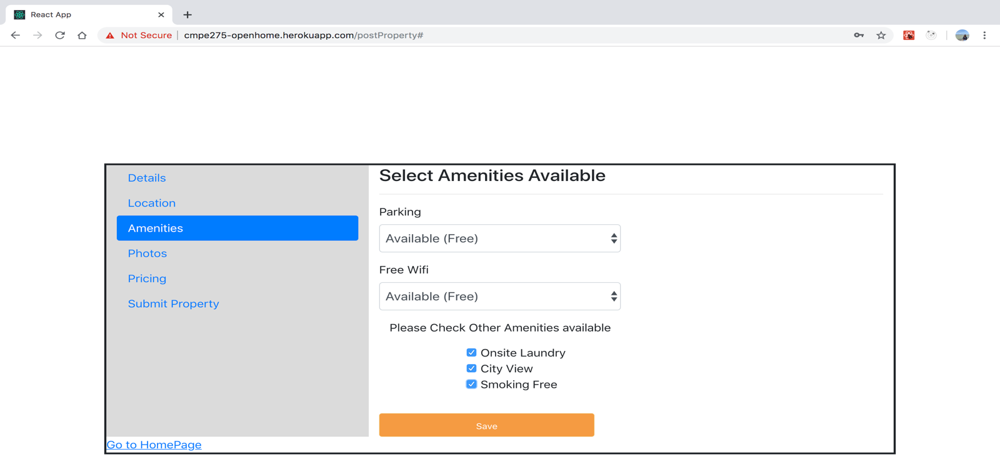 React App
Not Secure
cmpe275-openhome.herokuapp.com/postProperty#
Details
Location
Amenities
Photos
Pricing
Submit Property
Go to HomePage
Select Amenities Available
Parking
Available (Free)
Free Wifi
Available (Free)
Please Check Other Amenities available
Onsite Laundry
City View
Smoking Free
Save